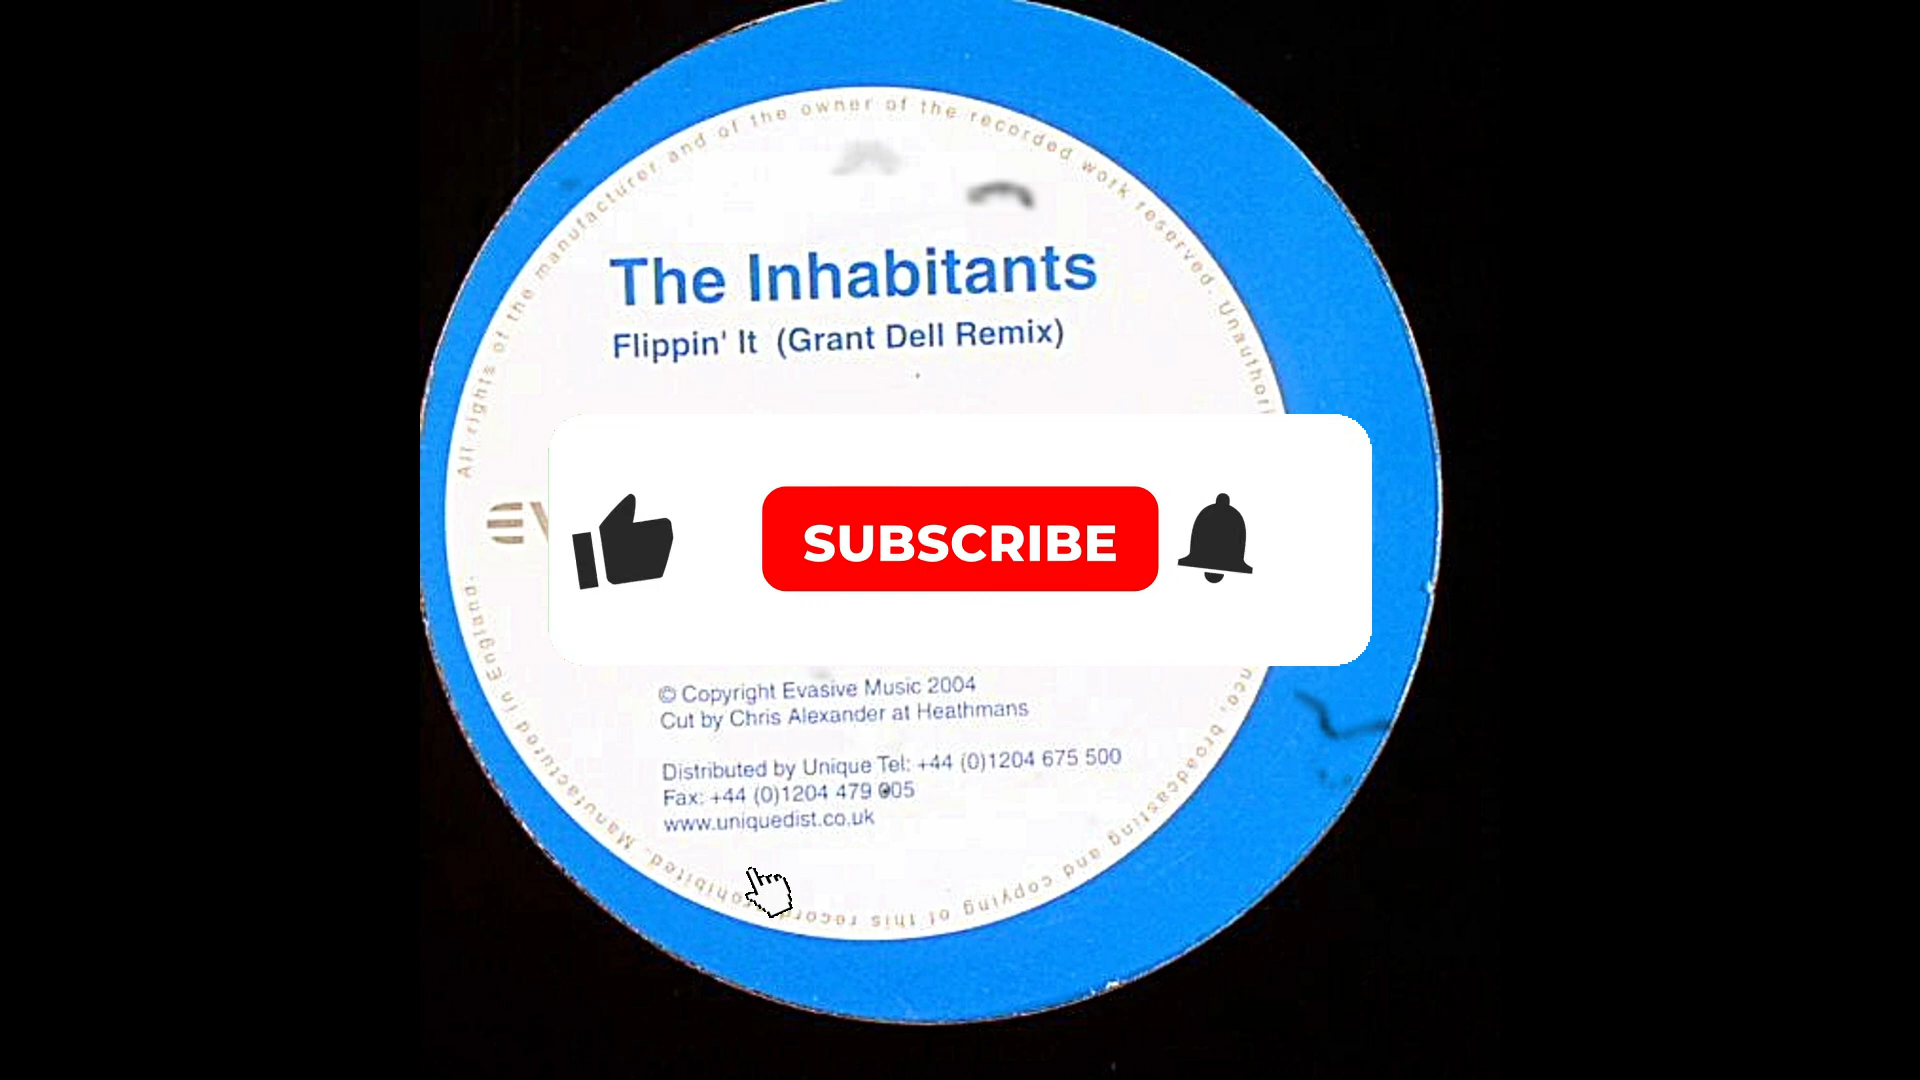 All rights of the manufacturer and of the owner of the recorded work reserved. Unauthori
The Inhabitants
Flippin' It (Grant Dell Remix)
EV
SUBSCRIBE
© Copyright Evasive Music 2004
Cut by Chris Alexander at Heathmans
Distributed by Unique Tel: +44 (0)1204 675 500
Fax: +44 (0)1204 479 005
www.uniquedist.co.uk
broadcasting and copying of this record prohibited. Manufactured in England.